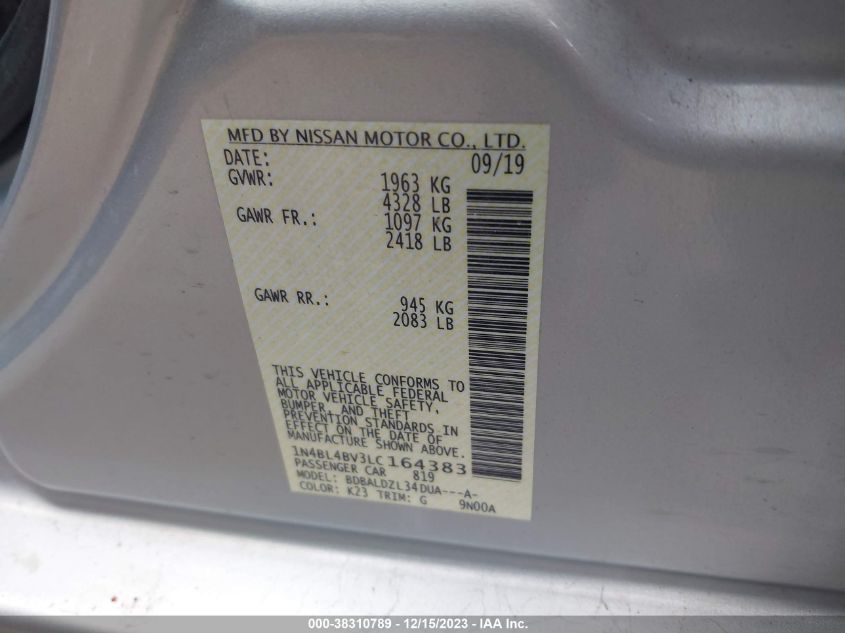 MFD BY NISSAN MOTOR CO., LTD.
DATE: 09/19
GVWR: 1963 KG
4328 LB
GAWR FR.: 1097 KG
2418 LB
GAWR RR.: 945 KG
2083 LB
THIS VEHICLE CONFORMS TO
ALL APPLICABLE FEDERAL
MOTOR VEHICLE SAFETY,
BUMPER, AND THEFT
PREVENTION STANDARDS IN
EFFECT ON THE DATE OF
MANUFACTURE SHOWN ABOVE.
1N4BL4BV3LC164383
PASSENGER CAR 819
MODEL: BDBALDZL34DUA---A-
COLOR: K23 TRIM: G 9N00A
000-38310789 - 12/15/2023 - IAA Inc.